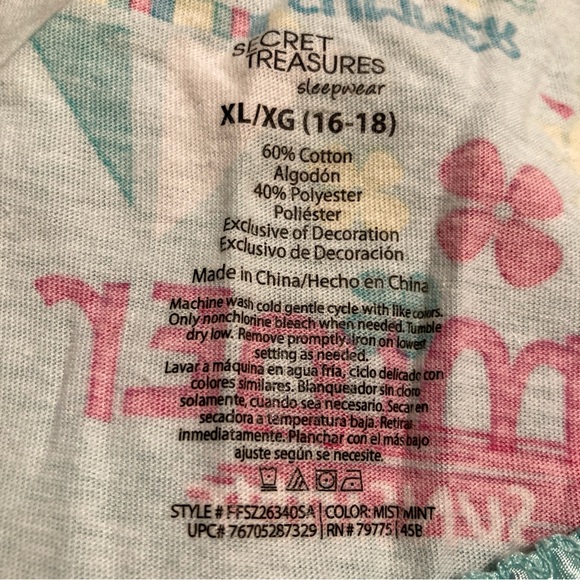 SECRET
TREASURES
sleepwear
XL/XG (16-18)
60% Cotton
Algodón
40% Polyester
Poliéster
Exclusive of Decoration
Exclusivo de Decoración
Made in China/Hecho en China
Machine wash cold gentle cycle with like colors.
Only nonchlorine bleach when needed. Tumble
dry low. Remove promptly. Iron on lowest
setting as needed.
Lavar a máquina en agua fría, ciclo delicado con
colores similares. Blanqueador sin cloro
solamente, cuando sea necesario. Secar en
secadora a temperatura baja. Retirar
inmediatamente. Planchar con el más bajo
ajuste según se necesite.
STYLE # FFSZ26340SA | COLOR: MIST MINT
UPC# 76705287329 | RN# 79775 | 45B